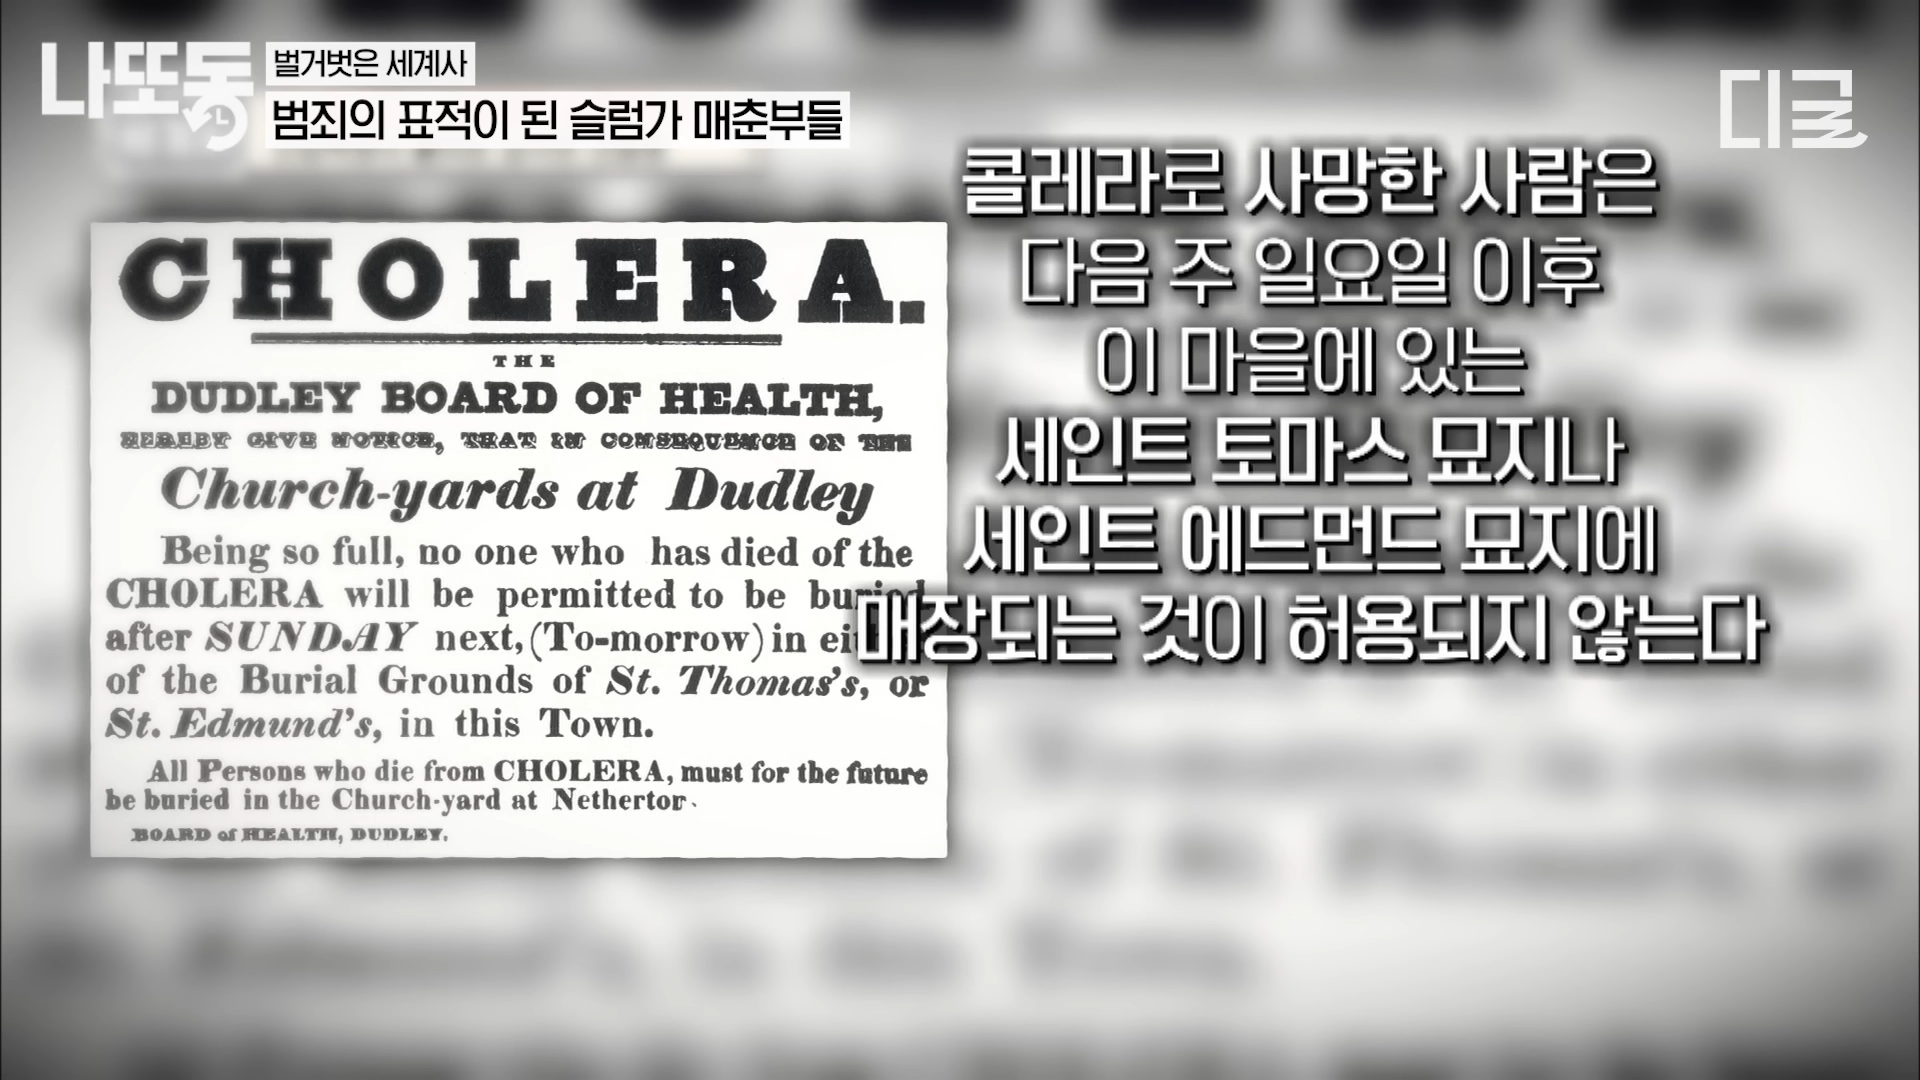 나또동
벌거벗은 세계사
범죄의 표적이 된 슬럼가 매춘부들
디글
CHOLERA.
THE
DUDLEY BOARD OF HEALTH,
HEREBY GIVE NOTICE, THAT IN CONSEQUENCE OF THE
Church-yards at Dudley
Being so full, no one who has died of the
CHOLERA will be permitted to be buried
after SUNDAY next, (To-morrow) in
of the Burial Grounds of St. Thomas's, or
St. Edmund's, in this Town.
All Persons who die from CHOLERA, must for the future
be buried in the Church-yard at Netherton.
BOARD of HEALTH, DUDLEY.
콜레라로 사망한 사람은
다음 주 일요일 이후
이 마을에 있는
세인트 토마스 묘지나
세인트 에드먼드 묘지에
매장되는 것이 허용되지 않는다